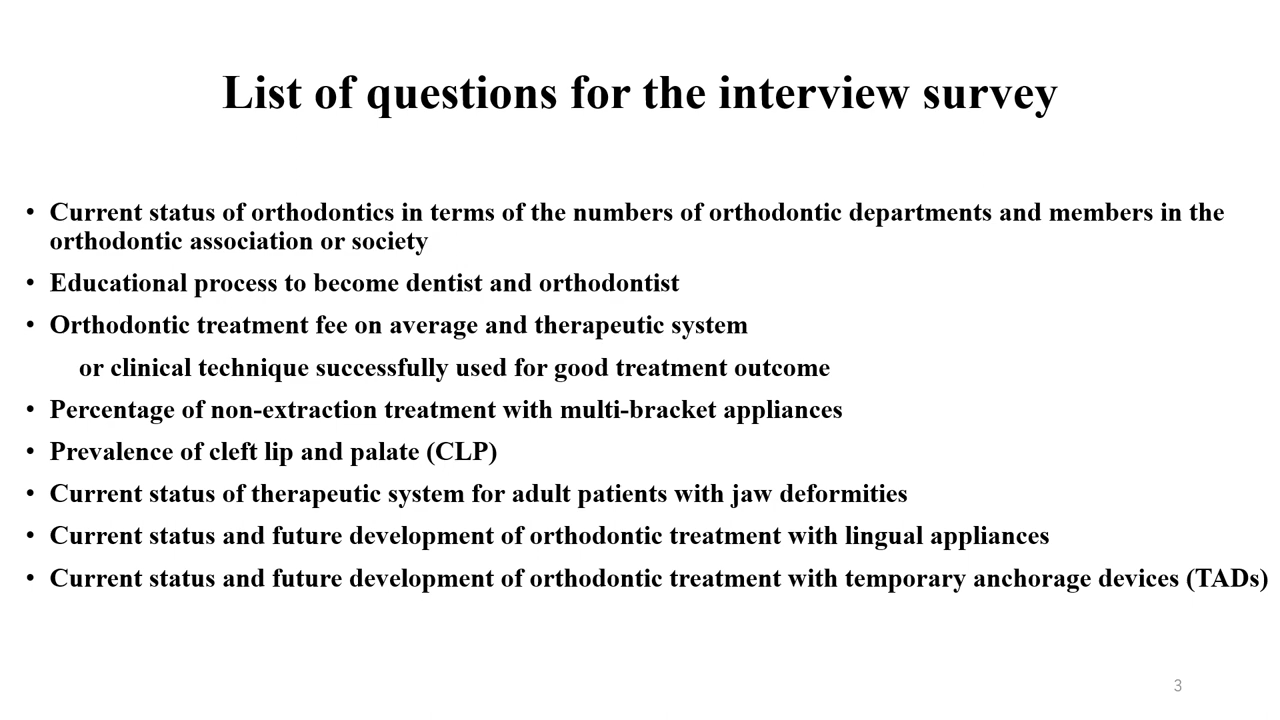 List of questions for the interview survey
• Current status of orthodontics in terms of the numbers of orthodontic departments and members in the
orthodontic association or society
• Educational process to become dentist and orthodontist
• Orthodontic treatment fee on average and therapeutic system
or clinical technique successfully used for good treatment outcome
• Percentage of non-extraction treatment with multi-bracket appliances
• Prevalence of cleft lip and palate (CLP)
• Current status of therapeutic system for adult patients with jaw deformities
• Current status and future development of orthodontic treatment with lingual appliances
• Current status and future development of orthodontic treatment with temporary anchorage devices (TADs)
3